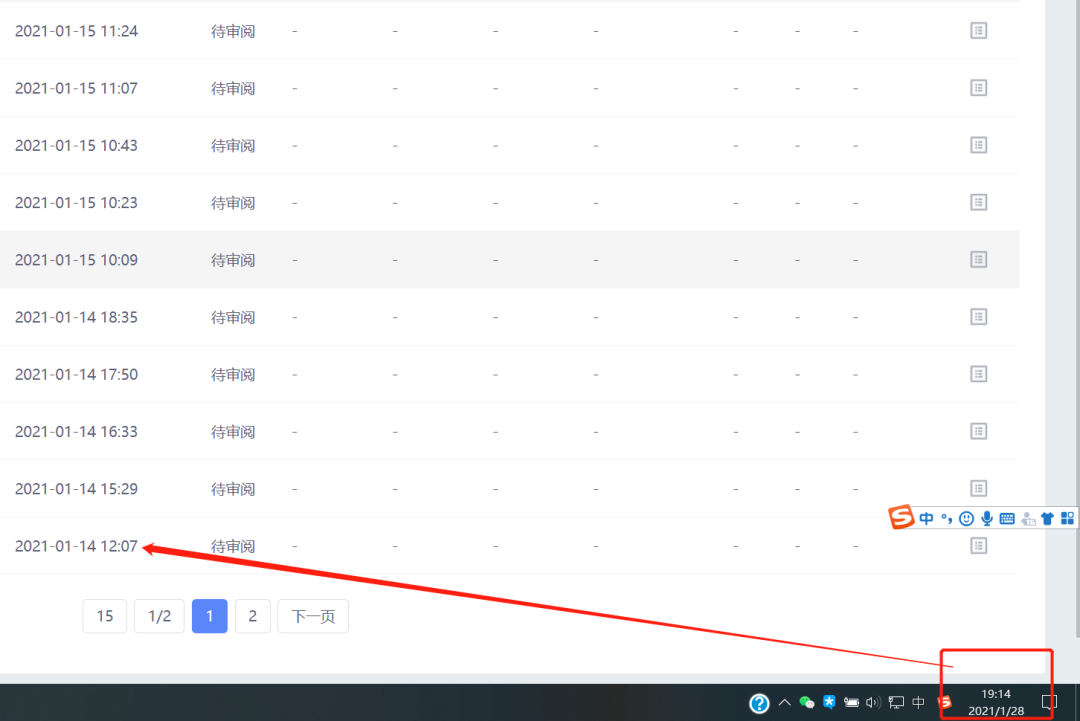 2021-01-15 11:24 待审阅 - - - - - - -
2021-01-15 11:07 待审阅 - - - - - - -
2021-01-15 10:43 待审阅 - - - - - - -
2021-01-15 10:23 待审阅 - - - - - - -
2021-01-15 10:09 待审阅 - - - - - - -
2021-01-14 18:35 待审阅 - - - - - - -
2021-01-14 17:50 待审阅 - - - - - - -
2021-01-14 16:33 待审阅 - - - - - - -
2021-01-14 15:29 待审阅 - - - - - - -
中
2021-01-14 12:07 待审阅 - - - - - - -
15 1/2 1 2 下一页
中 19:14
2021/1/28